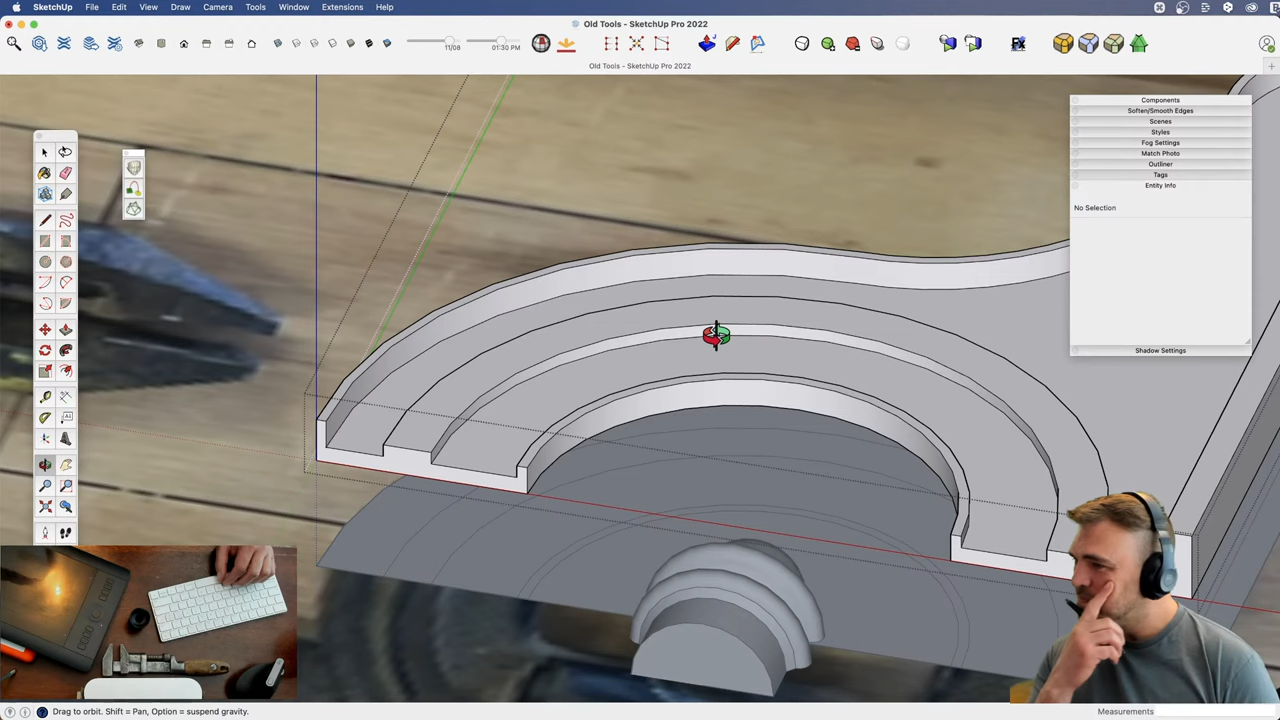 SketchUp File Edit View Draw Camera Tools Window Extensions Help
Old Tools - SketchUp Pro 2022
11/08
01:30 PM
Old Tools - SketchUp Pro 2022
Components
Soften/Smooth Edges
Scenes
Styles
Fog Settings
Match Photo
Outliner
Tags
Entity Info
No Selection
Shadow Settings
Drag to orbit. Shift = Pan, Option = suspend gravity.
Measurements